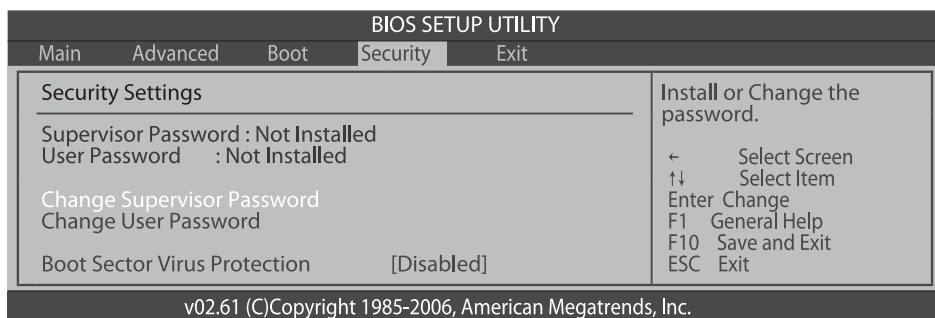 BIOS SETUP UTILITY
Main Advanced Boot Security Exit
Security Settings
Supervisor Password : Not Installed
User Password : Not Installed
Change Supervisor Password
Change User Password
Boot Sector Virus Protection [Disabled]
Install or Change the
password.
← Select Screen
↑↓ Select Item
Enter Change
F1 General Help
F10 Save and Exit
ESC Exit
v02.61 (C)Copyright 1985-2006, American Megatrends, Inc.